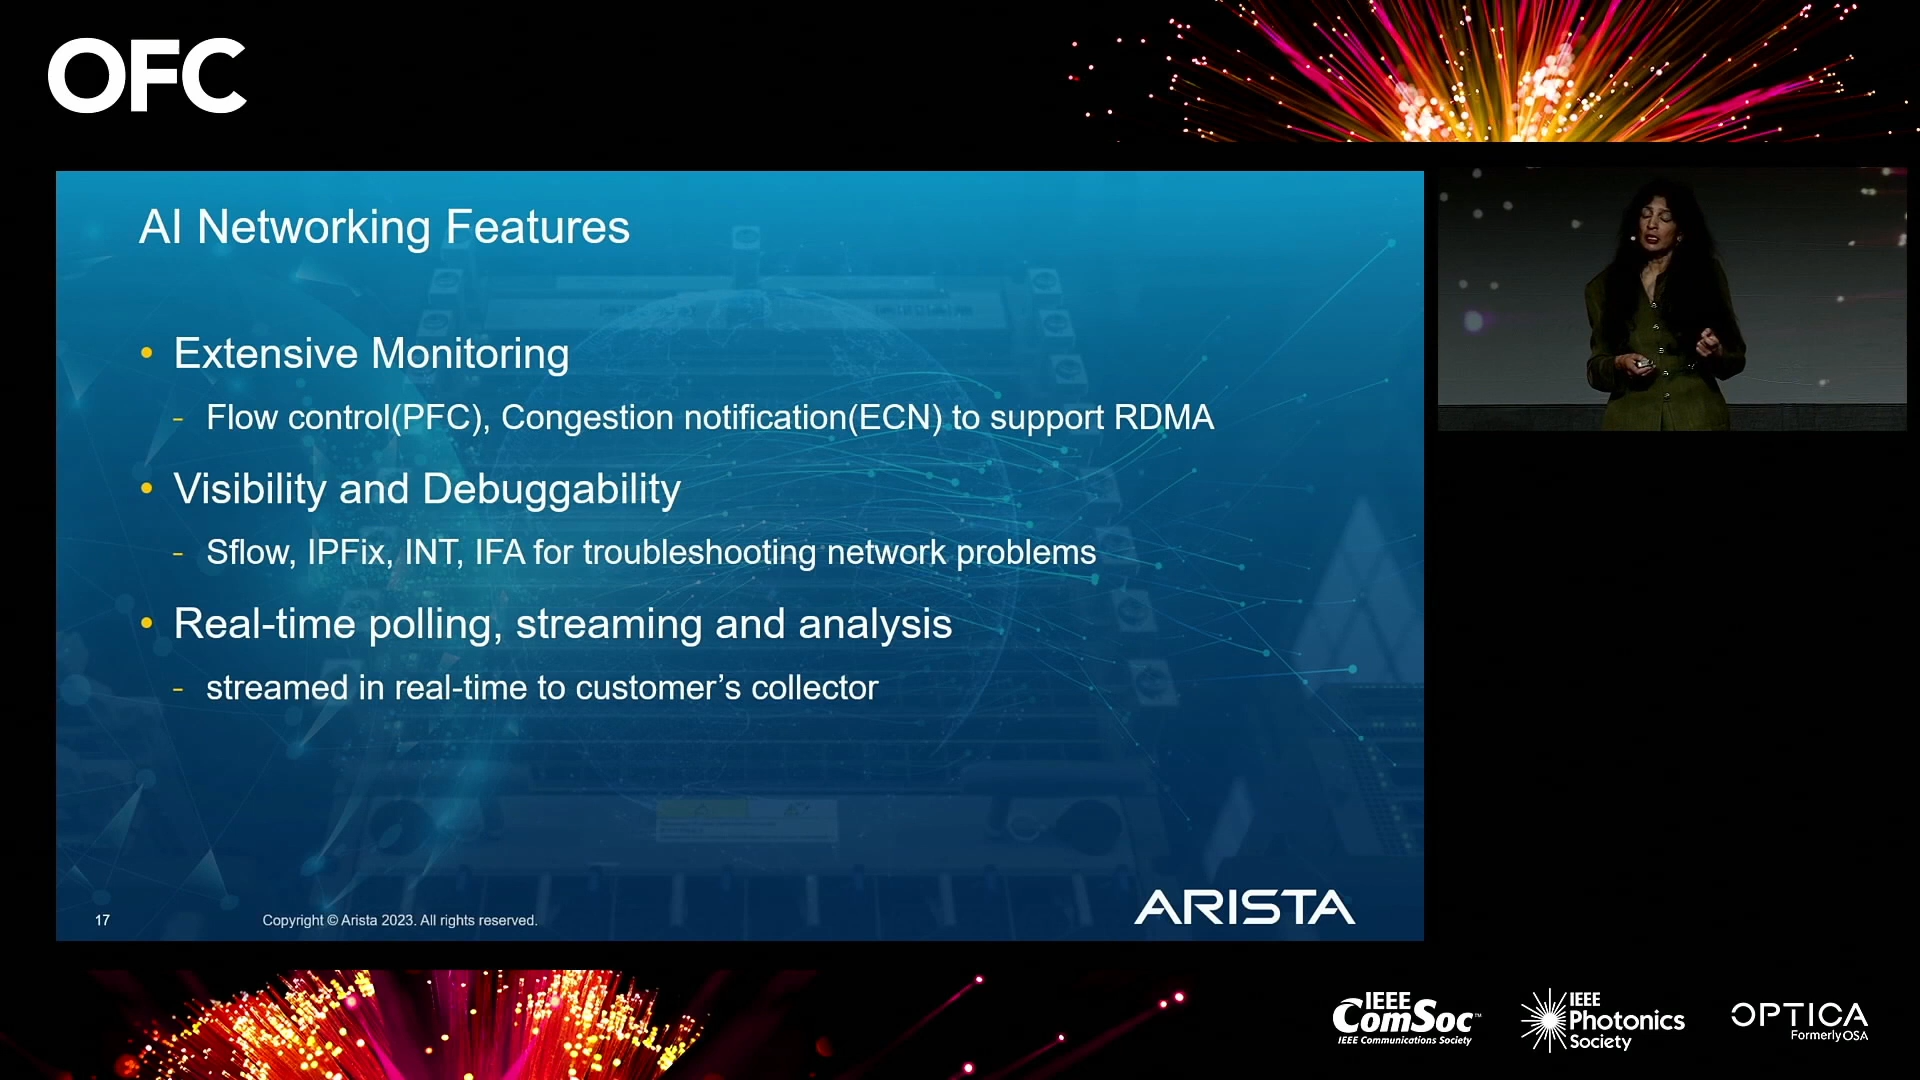 OFC
AI Networking Features
• Extensive Monitoring
- Flow control(PFC), Congestion notification(ECN) to support RDMA
• Visibility and Debuggability
- Sflow, IPFix, INT, IFA for troubleshooting network problems
• Real-time polling, streaming and analysis
- streamed in real-time to customer’s collector
17
Copyright © Arista 2023. All rights reserved.
ARISTA
IEEE
ComSoc™
IEEE Communications Society
IEEE
Photonics
Society
OPTICA
Formerly OSA